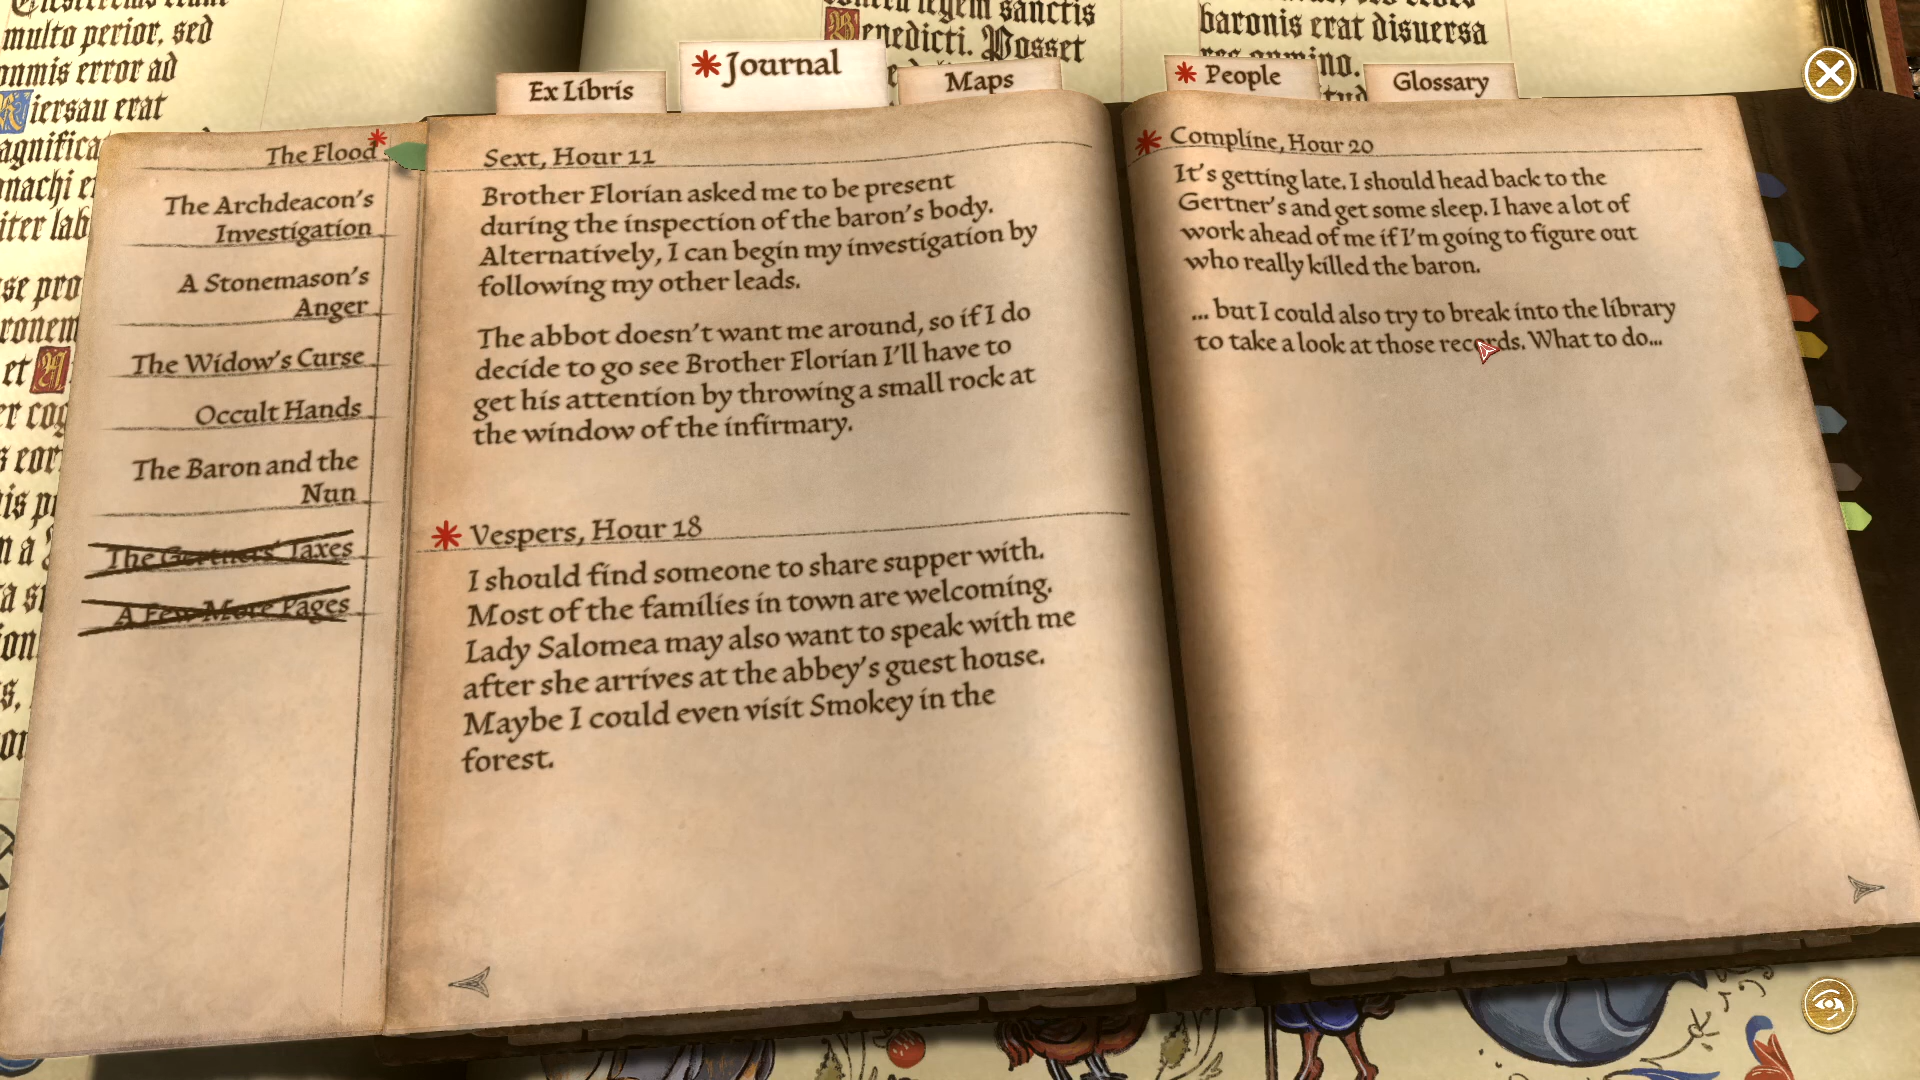 multo perior, sed
error ad
iersau erat
legem sanctis
enedicti. Posset
baronis erat disuersa
Ex Libris
Journal
Maps
People
Glossary
The Flood
The Archdeacon's
Investigation
A Stonemason's
Anger
The Widow's Curse
Occult Hands
The Baron and the
Nun
The Gertners' Taxes
A Few More Pages
Sext, Hour 11
Brother Florian asked me to be present
during the inspection of the baron's body.
Alternatively, I can begin my investigation by
following my other leads.
The abbot doesn't want me around, so if I do
decide to go see Brother Florian I'll have to
get his attention by throwing a small rock at
the window of the infirmary.
Vespers, Hour 18
I should find someone to share supper with.
Most of the families in town are welcoming.
Lady Salomea may also want to speak with me
after she arrives at the abbey's guest house.
Maybe I could even visit Smokey in the
forest.
Compline, Hour 20
It's getting late. I should head back to the
Gertner's and get some sleep. I have a lot of
work ahead of me if I'm going to figure out
who really killed the baron.
... but I could also try to break into the library
to take a look at those records. What to do...